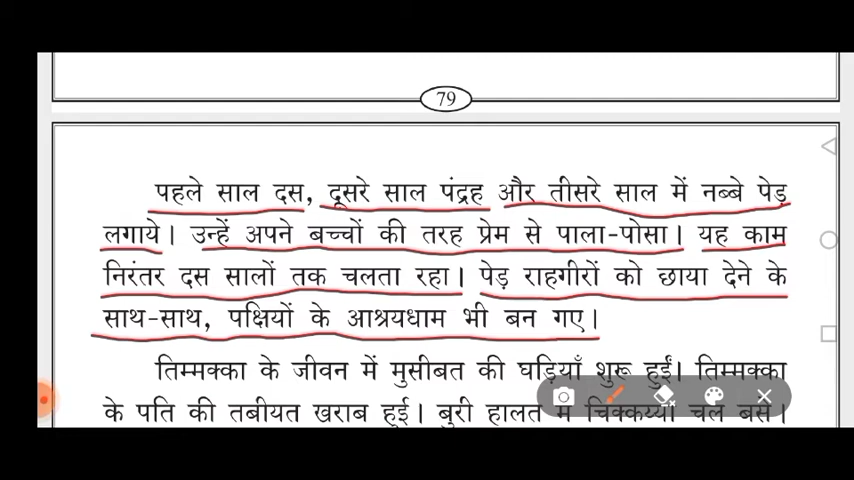 79
पहले साल दस, दूसरे साल पंद्रह और तीसरे साल में नब्बे पेड़
लगाये। उन्हें अपने बच्चों की तरह प्रेम से पाला-पोसा। यह काम
निरंतर दस सालों तक चलता रहा। पेड़ राहगीरों को छाया देने के
साथ-साथ, पक्षियों के आश्रयधाम भी बन गए।
तिम्मक्का के जीवन में मुसीबत की घड़ियाँ शुरू हुईं। तिम्मक्का
के पति की तबीयत खराब हुई। बुरी हालत में चिक्कय्या चल बसे।